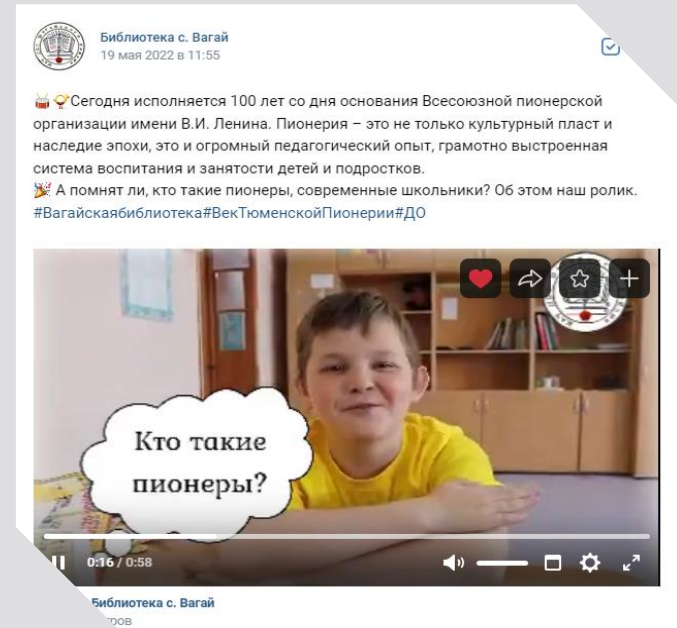 Библиотека с. Вагай
19 мая 2022 в 11:55
Сегодня исполняется 100 лет со дня основания Всесоюзной пионерской
организации имени В.И. Ленина. Пионерия – это не только культурный пласт и
наследие эпохи, это и огромный педагогический опыт, грамотно выстроенная
система воспитания и занятости детей и подростков.
А помнят ли, кто такие пионеры, современные школьники? Об этом наш ролик.
#Вагайскаябиблиотека#ВекТюменскойПионерии#ДО
Кто такие
пионеры?
0:16 / 0:58
Библиотека с. Вагай